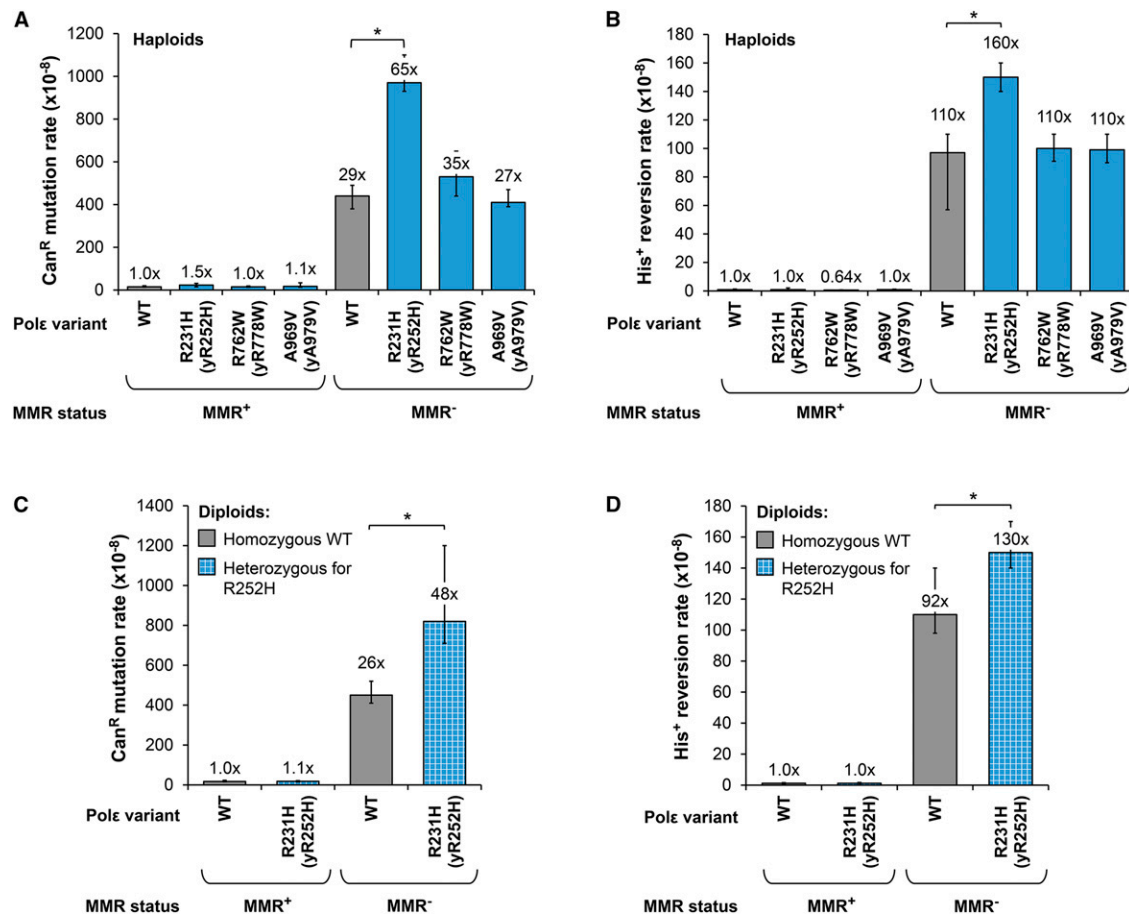 A
Haploids
Can^R mutation rate (x10^-8)
1200
1000
800
600
400
200
0
*
1.0x
1.5x
1.0x
1.1x
29x
65x
35x
27x
Polε variant
WT
R231H
(yR252H)
R762W
(yR778W)
A969V
(yA979V)
WT
R231H
(yR252H)
R762W
(yR778W)
A969V
(yA979V)
MMR status
MMR^+
MMR^-
B
Haploids
His^+ reversion rate (x10^-8)
180
160
140
120
100
80
60
40
20
0
*
1.0x
1.0x
0.64x
1.0x
110x
160x
110x
110x
Polε variant
WT
R231H
(yR252H)
R762W
(yR778W)
A969V
(yA979V)
WT
R231H
(yR252H)
R762W
(yR778W)
A969V
(yA979V)
MMR status
MMR^+
MMR^-
C
Diploids:
Homozygous WT
Heterozygous for
R252H
Can^R mutation rate (x10^-8)
1400
1200
1000
800
600
400
200
0
*
1.0x
1.1x
26x
48x
Polε variant
WT
R231H
(yR252H)
WT
R231H
(yR252H)
MMR status
MMR^+
MMR^-
D
Diploids:
Homozygous WT
Heterozygous for
R252H
His^+ reversion rate (x10^-8)
180
160
140
120
100
80
60
40
20
0
*
1.0x
1.0x
92x
130x
Polε variant
WT
R231H
(yR252H)
WT
R231H
(yR252H)
MMR status
MMR^+
MMR^-